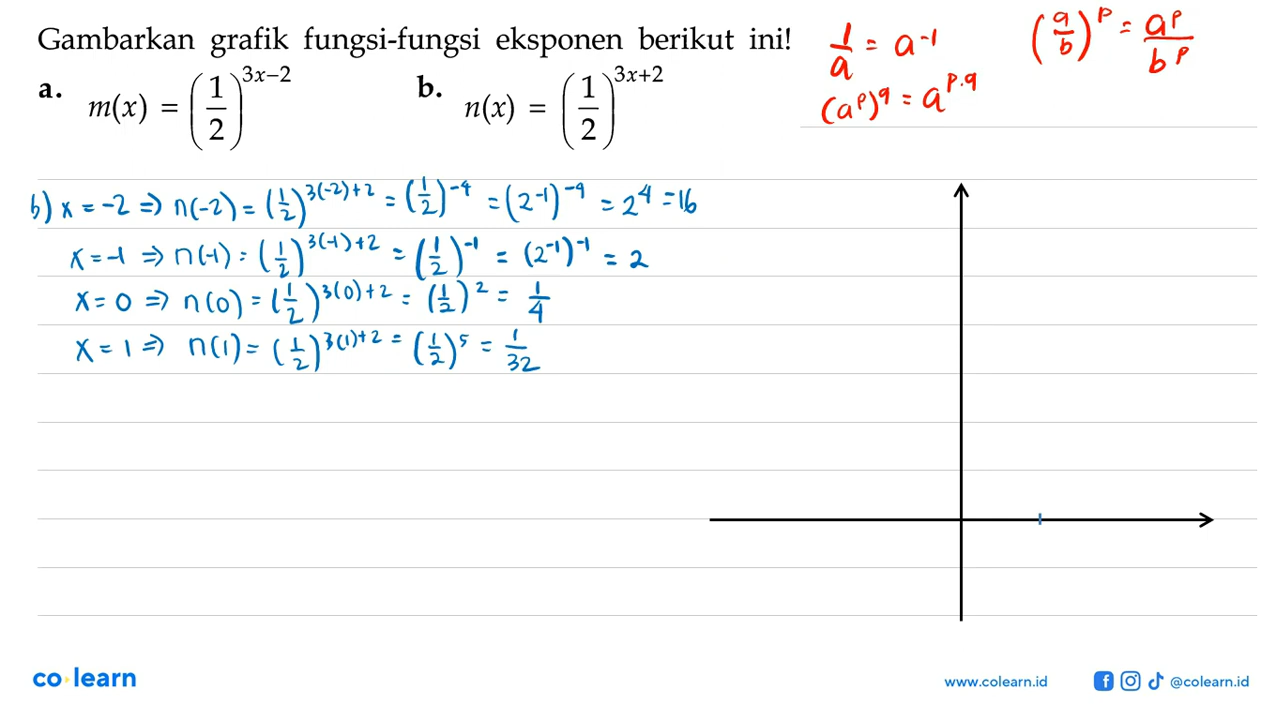 Gambarkan grafik fungsi-fungsi eksponen berikut ini!
a. m(x) = (1/2)^(3x−2) b. n(x) = (1/2)^(3x+2)
1/a = a^-1 (a/b)^p = a^p/b^p
(a^p)^q = a^(p.q)
b) x = -2 ⇒ n(-2) = (1/2)^(3(-2)+2) = (1/2)^-4 = (2^-1)^-4 = 2^4 = 16
x = -1 ⇒ n(-1) = (1/2)^(3(-1)+2) = (1/2)^-1 = (2^-1)^-1 = 2
x = 0 ⇒ n(0) = (1/2)^(3(0)+2) = (1/2)^2 = 1/4
x = 1 ⇒ n(1) = (1/2)^(3(1)+2) = (1/2)^5 = 1/32
co learn
www.colearn.id @colearn.id